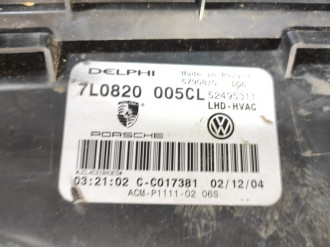 DELPHI Made in Poland
7L0820 005CL 52495311
LHD-HVAC
PORSCHE
03:21:02 C-C017381 02/12/04
ACM-P1111-02 06S